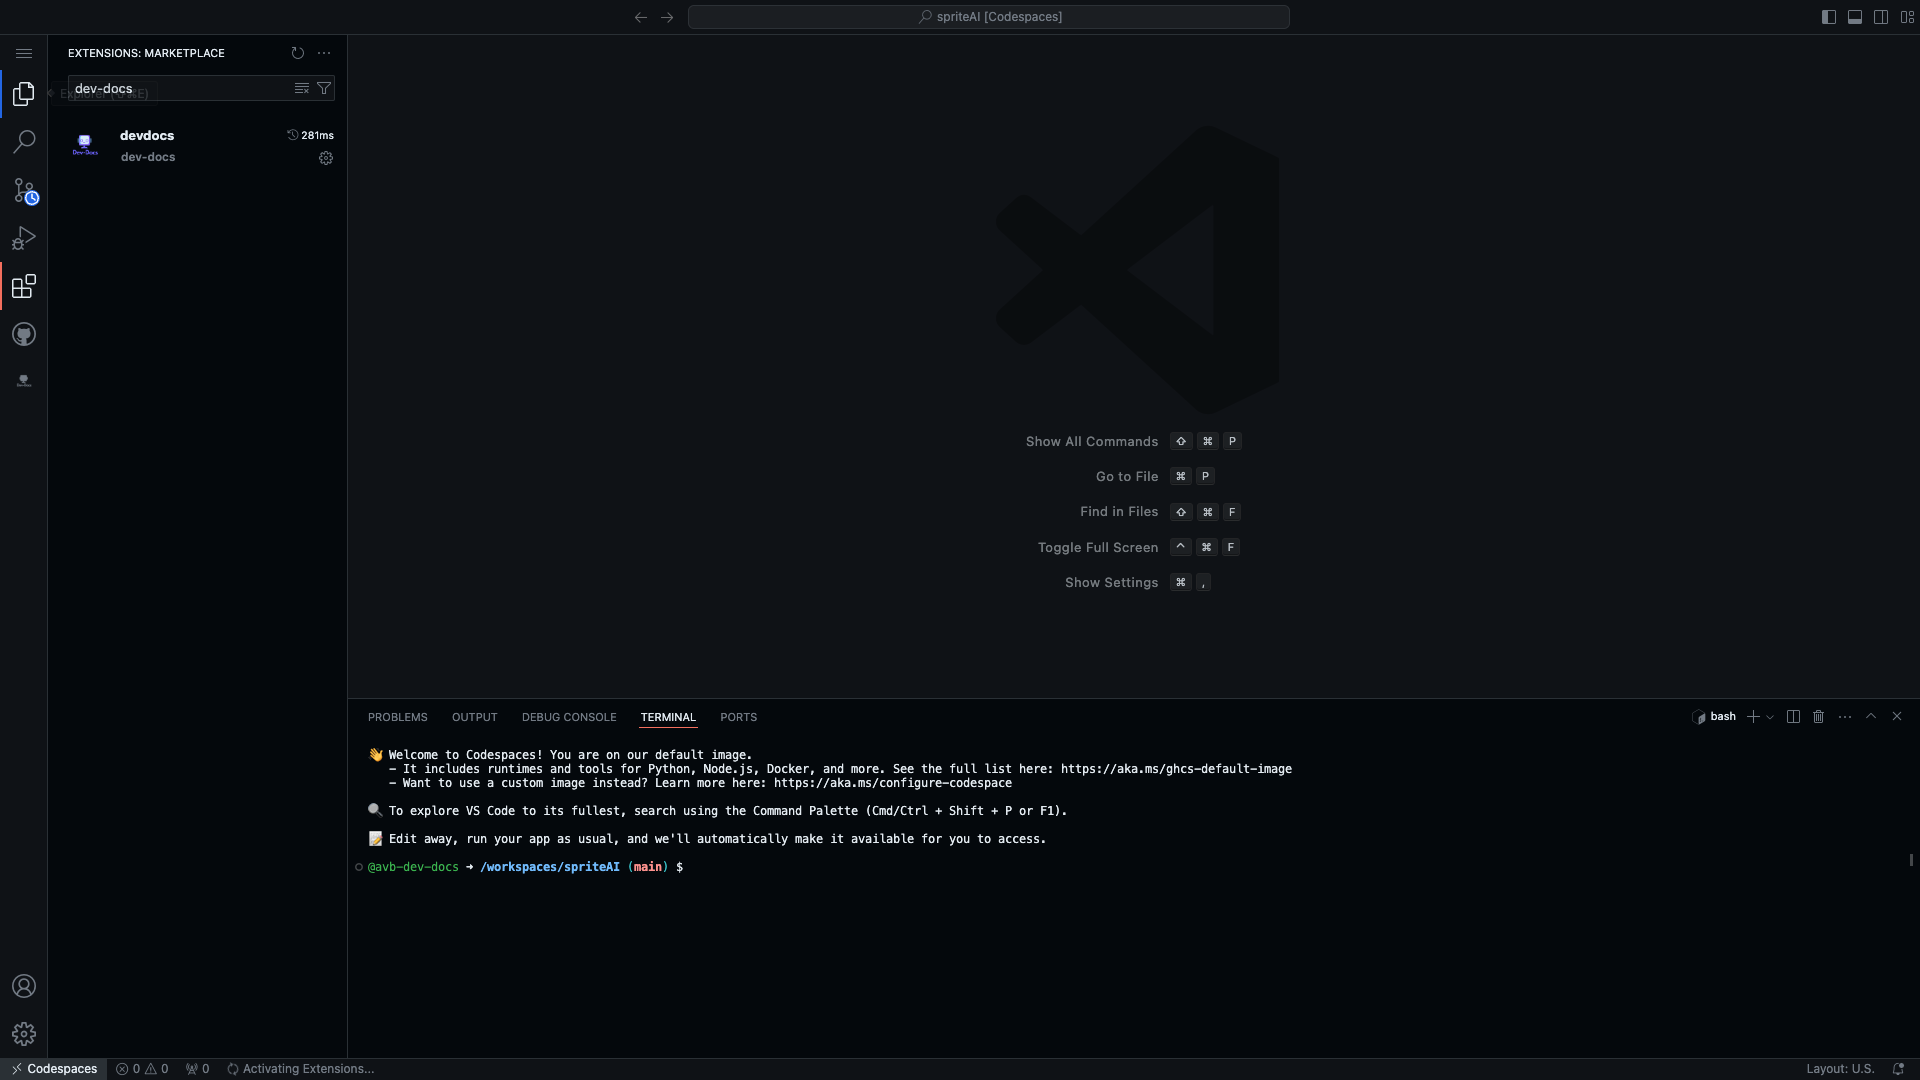 spriteAI [Codespaces]
EXTENSIONS: MARKETPLACE
dev-docs
devdocs
281ms
dev-docs
Dev-Docs
Show All Commands ⇧ ⌘ P
Go to File ⌘ P
Find in Files ⇧ ⌘ F
Toggle Full Screen ^ ⌘ F
Show Settings ⌘ ,
PROBLEMS OUTPUT DEBUG CONSOLE TERMINAL PORTS
bash
👋 Welcome to Codespaces! You are on our default image.
- It includes runtimes and tools for Python, Node.js, Docker, and more. See the full list here: https://aka.ms/ghcs-default-image
- Want to use a custom image instead? Learn more here: https://aka.ms/configure-codespace
🔍 To explore VS Code to its fullest, search using the Command Palette (Cmd/Ctrl + Shift + P or F1).
📝 Edit away, run your app as usual, and we'll automatically make it available for you to access.
@avb-dev-docs ➜ /workspaces/spriteAI (main) $
Codespaces 0 0 0 Activating Extensions...
Layout: U.S.